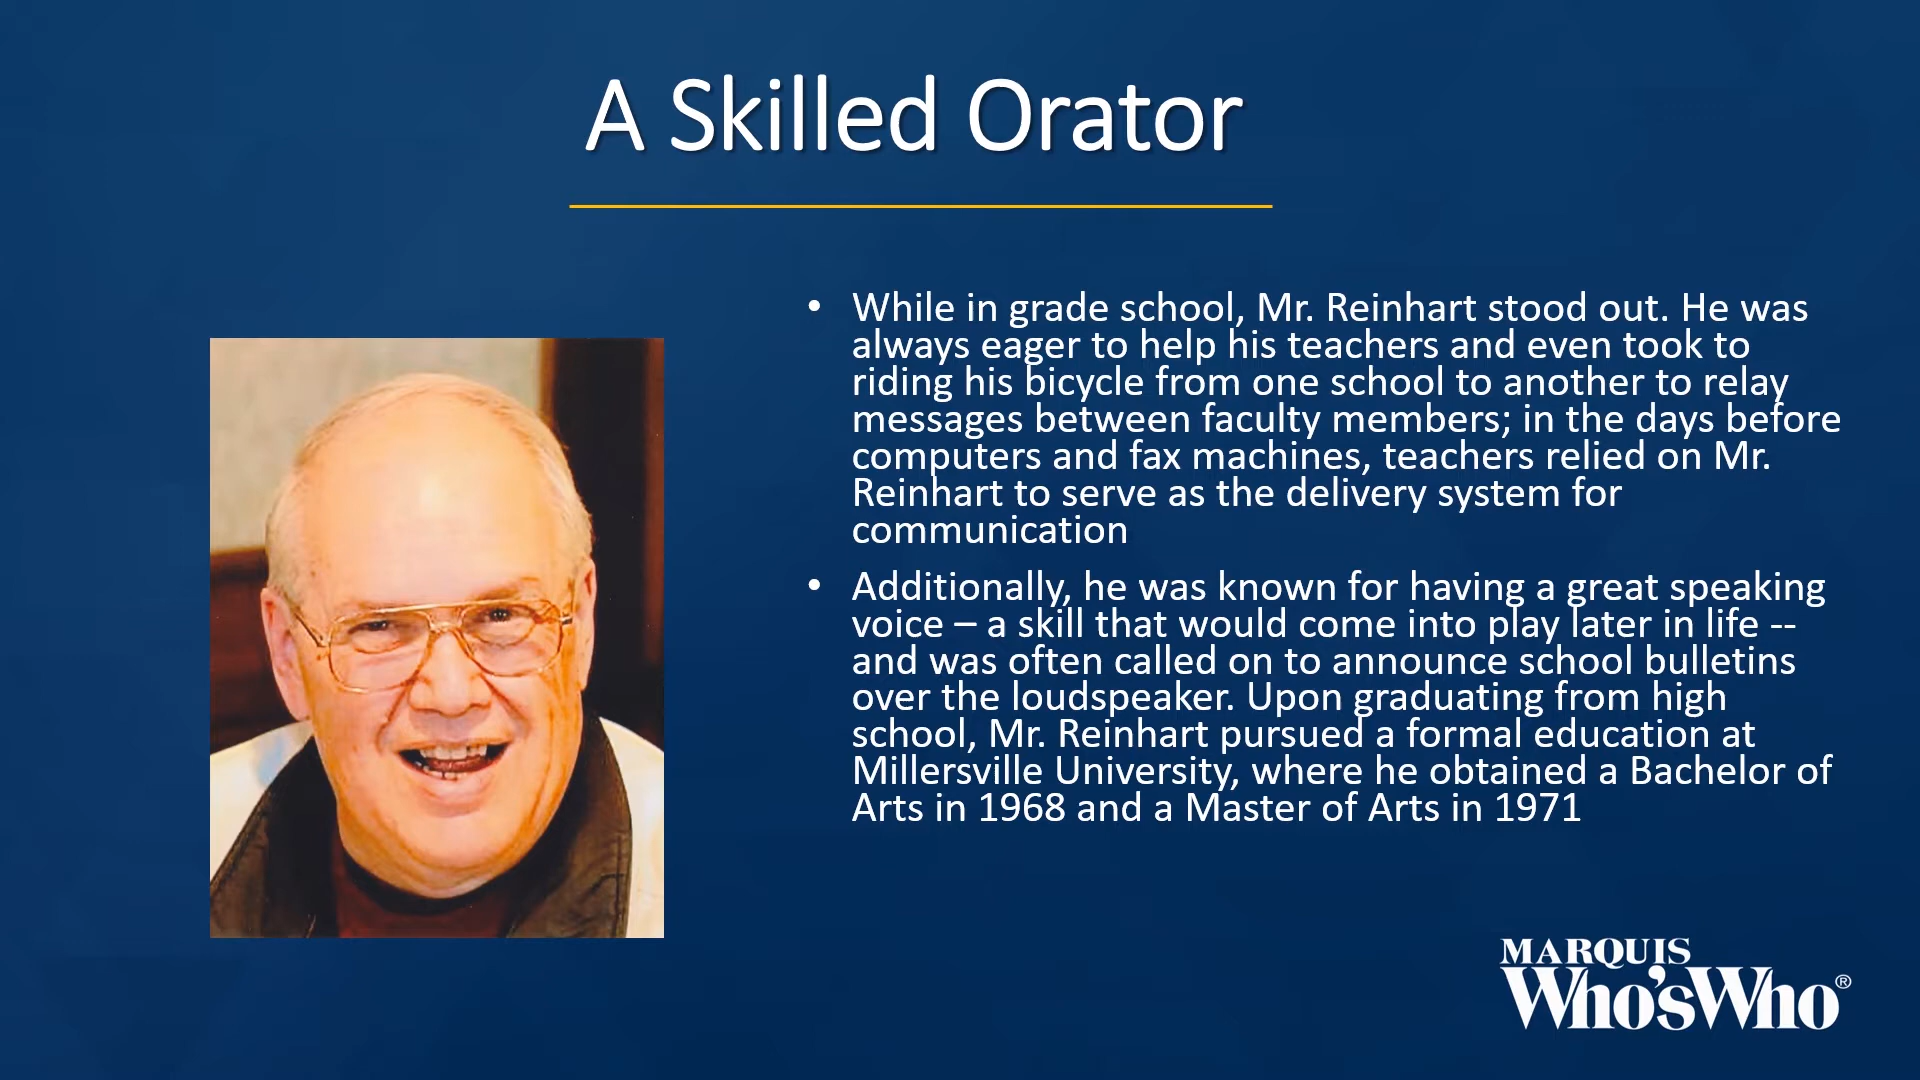 A Skilled Orator
• While in grade school, Mr. Reinhart stood out. He was
always eager to help his teachers and even took to
riding his bicycle from one school to another to relay
messages between faculty members; in the days before
computers and fax machines, teachers relied on Mr.
Reinhart to serve as the delivery system for
communication
• Additionally, he was known for having a great speaking
voice – a skill that would come into play later in life --
and was often called on to announce school bulletins
over the loudspeaker. Upon graduating from high
school, Mr. Reinhart pursued a formal education at
Millersville University, where he obtained a Bachelor of
Arts in 1968 and a Master of Arts in 1971
MARQUIS
Who'sWho®